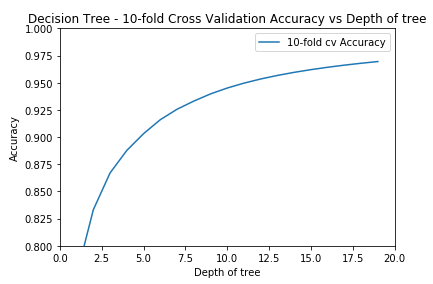 Decision Tree - 10-fold Cross Validation Accuracy vs Depth of tree
1.000
10-fold cv Accuracy
0.975
0.950
0.925
0.900
0.875
0.850
0.825
0.800
Accuracy
0.0 2.5 5.0 7.5 10.0 12.5 15.0 17.5 20.0
Depth of tree